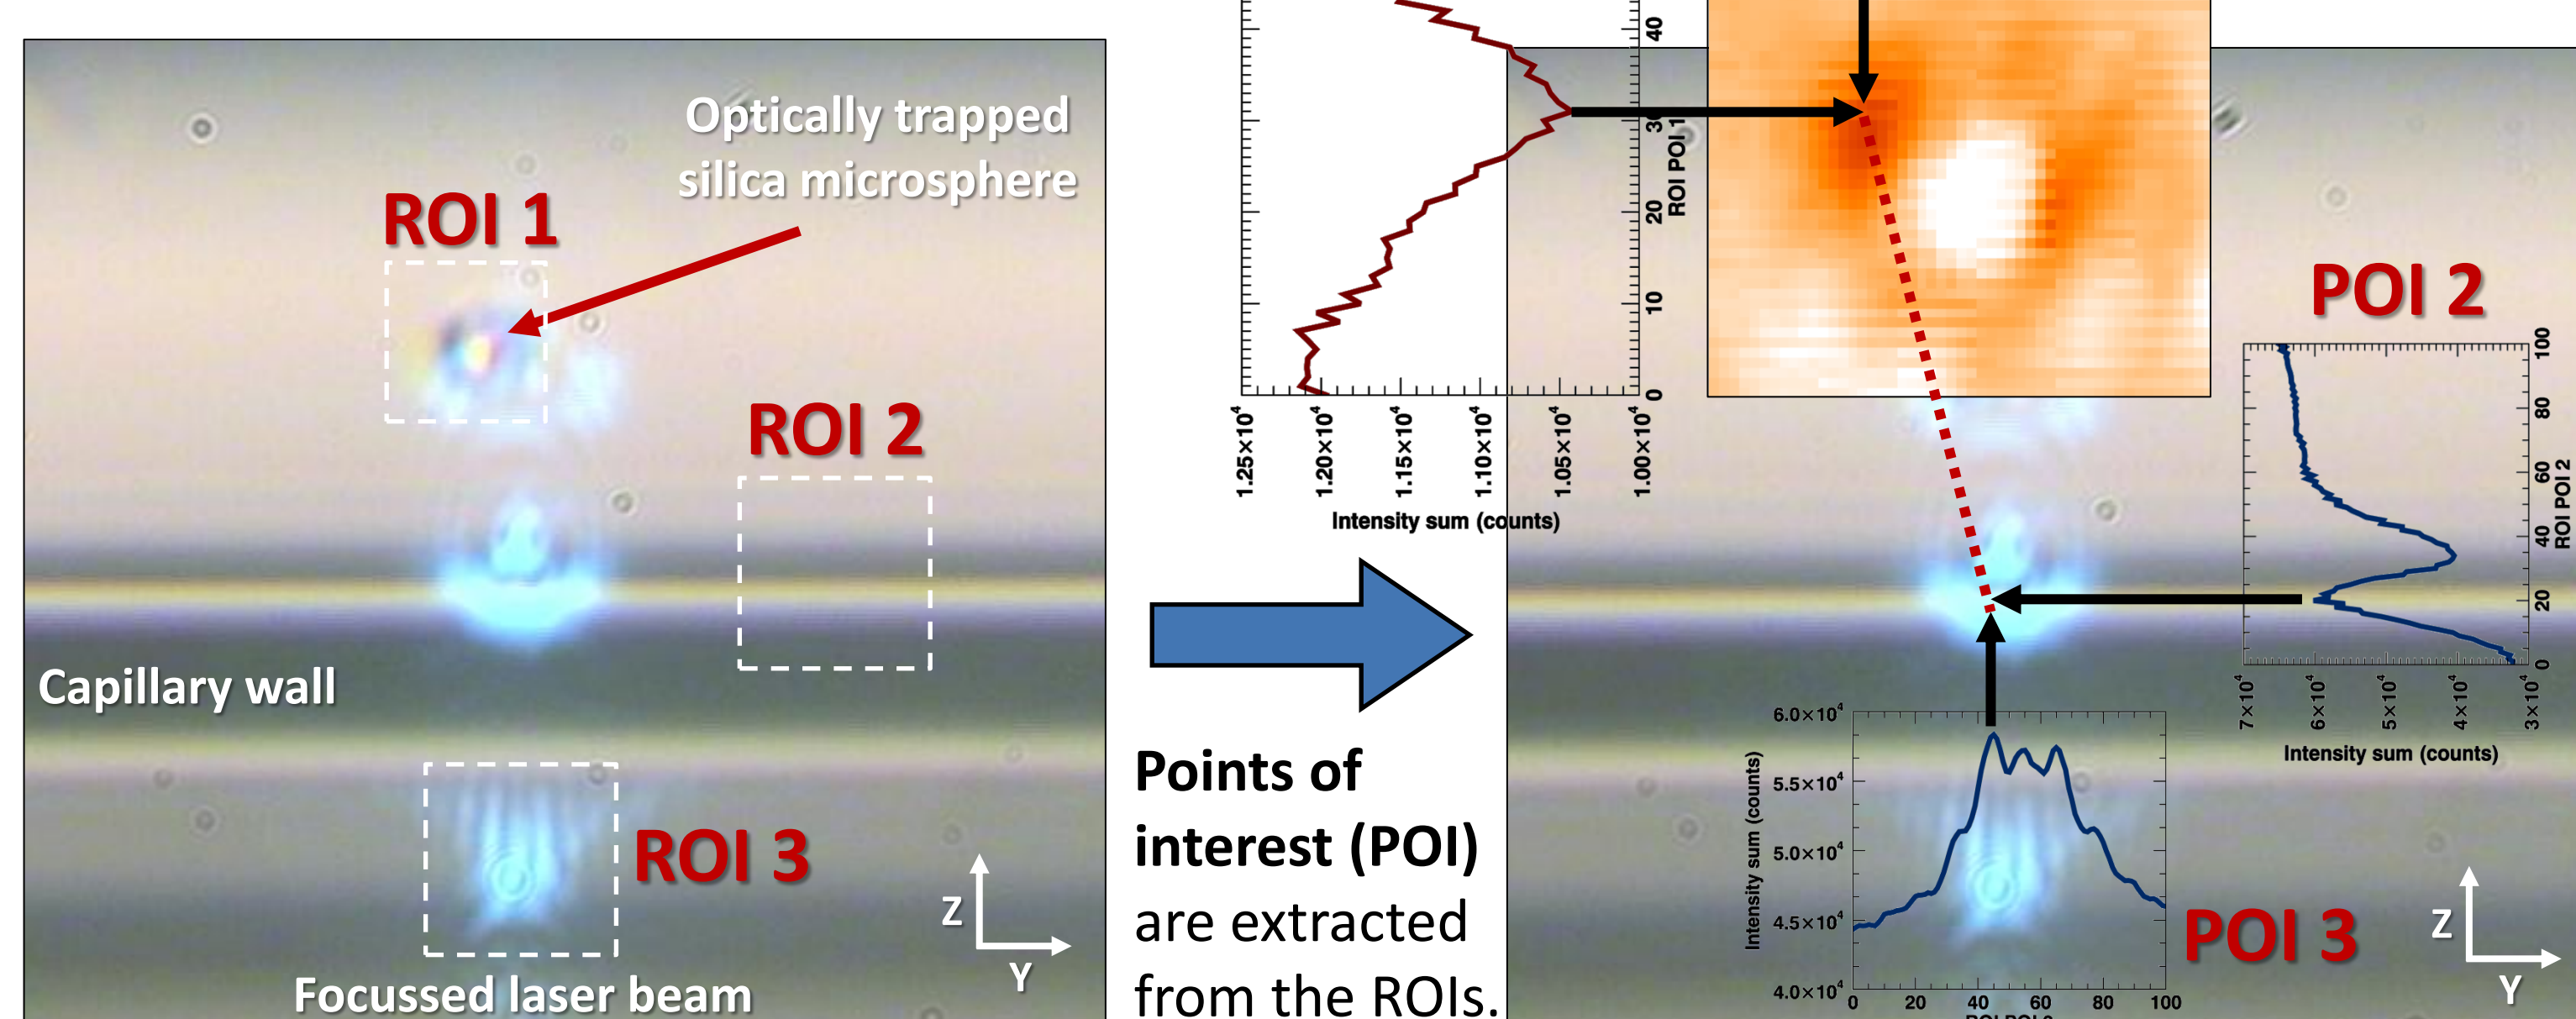 Optically trapped
silica microsphere
ROI 1
ROI 2
Capillary wall
ROI 3
Z
Y
Focussed laser beam
40
30
20
10
0
ROI POI 1
1.25×10⁴
1.20×10⁴
1.15×10⁴
1.10×10⁴
1.05×10⁴
1.00×10⁴
Intensity sum (counts)
Points of
interest (POI)
are extracted
from the ROIs.
POI 2
100
80
60
40
20
0
ROI POI 2
7×10⁴
6×10⁴
5×10⁴
4×10⁴
3×10⁴
Intensity sum (counts)
6.0×10⁴
5.5×10⁴
5.0×10⁴
4.5×10⁴
4.0×10⁴
Intensity sum (counts)
0 20 40 60 80 100
POI 3
Z
Y